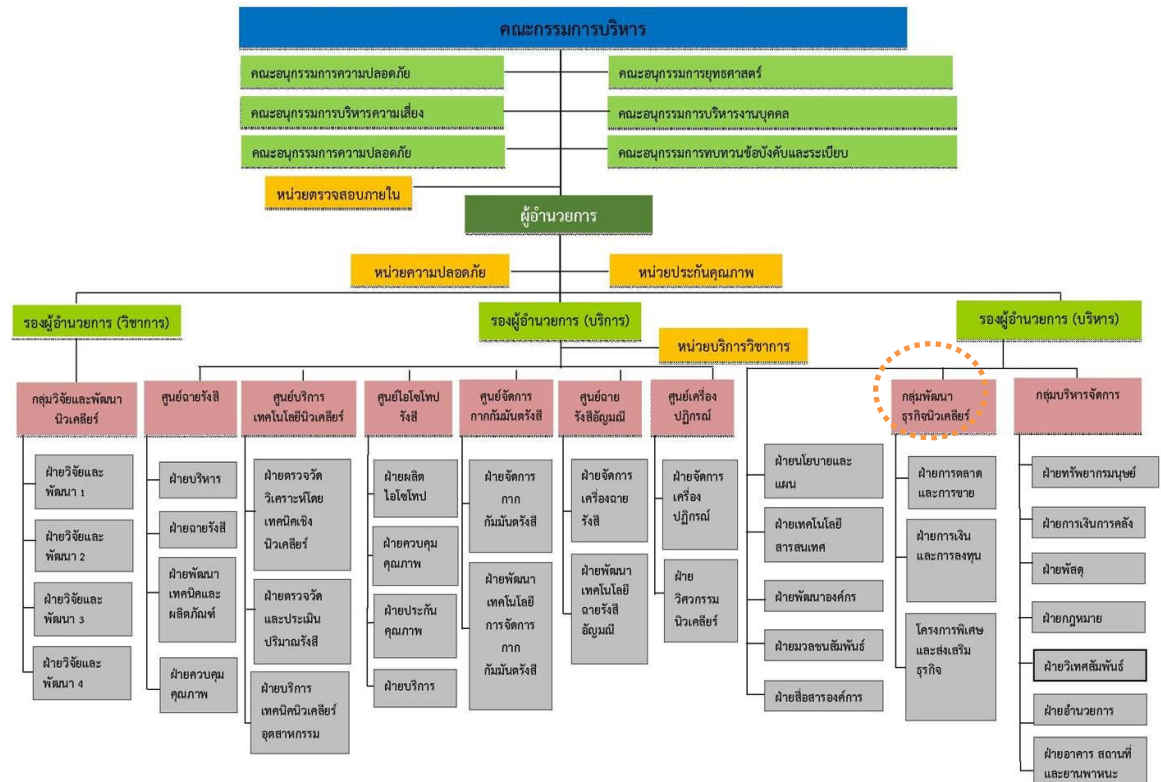 คณะกรรมการบริหาร
คณะอนุกรรมการความปลอดภัย
คณะอนุกรรมการยุทธศาสตร์
คณะอนุกรรมการบริหารความเสี่ยง
คณะอนุกรรมการบริหารงานบุคคล
คณะอนุกรรมการความปลอดภัย
คณะอนุกรรมการทบทวนข้อบังคับและระเบียบ
หน่วยตรวจสอบภายใน
ผู้อำนวยการ
หน่วยความปลอดภัย
หน่วยประกันคุณภาพ
รองผู้อำนวยการ (วิชาการ)
รองผู้อำนวยการ (บริการ)
รองผู้อำนวยการ (บริหาร)
หน่วยบริการวิชาการ
กลุ่มวิจัยและพัฒนา
นิวเคลียร์
ฝ่ายวิจัยและ
พัฒนา 1
ฝ่ายวิจัยและ
พัฒนา 2
ฝ่ายวิจัยและ
พัฒนา 3
ฝ่ายวิจัยและ
พัฒนา 4
ศูนย์ฉายรังสี
ฝ่ายบริหาร
ฝ่ายฉายรังสี
ฝ่ายพัฒนา
เทคนิคและ
ผลิตภัณฑ์
ฝ่ายควบคุม
คุณภาพ
ศูนย์บริการ
เทคโนโลยีนิวเคลียร์
ฝ่ายตรวจวัด
วิเคราะห์โดย
เทคนิคเชิง
นิวเคลียร์
ฝ่ายตรวจวัด
และประเมิน
ปริมาณรังสี
ฝ่ายบริการ
เทคนิคนิวเคลียร์
อุตสาหกรรม
ศูนย์ไอโซโทป
รังสี
ฝ่ายผลิต
ไอโซโทป
ฝ่ายควบคุม
คุณภาพ
ฝ่ายประกัน
คุณภาพ
ฝ่ายบริการ
ศูนย์จัดการ
กากกัมมันตรังสี
ฝ่ายจัดการ
กาก
กัมมันตรังสี
ฝ่ายพัฒนา
เทคโนโลยี
การจัดการ
กาก
กัมมันตรังสี
ศูนย์ฉาย
รังสีอัญมณี
ฝ่ายจัดการ
เครื่องฉาย
รังสี
ฝ่ายพัฒนา
เทคโนโลยี
ฉายรังสี
อัญมณี
ศูนย์เครื่อง
ปฏิกรณ์
ฝ่ายจัดการ
เครื่อง
ปฏิกรณ์
ฝ่าย
วิศวกรรม
นิวเคลียร์
ฝ่ายนโยบายและ
แผน
ฝ่ายเทคโนโลยี
สารสนเทศ
ฝ่ายพัฒนาองค์กร
ฝ่ายมวลชนสัมพันธ์
ฝ่ายสื่อสารองค์การ
กลุ่มพัฒนา
ธุรกิจนิวเคลียร์
ฝ่ายการตลาด
และการขาย
ฝ่ายการเงิน
และการลงทุน
โครงการพิเศษ
และส่งเสริม
ธุรกิจ
กลุ่มบริหารจัดการ
ฝ่ายทรัพยากรมนุษย์
ฝ่ายการเงินการคลัง
ฝ่ายพัสดุ
ฝ่ายกฎหมาย
ฝ่ายวิเทศสัมพันธ์
ฝ่ายอำนวยการ
ฝ่ายอาคาร สถานที่
และยานพาหนะ